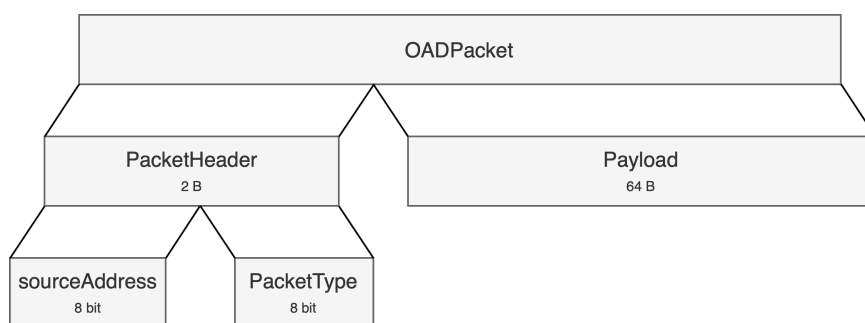 OADPacket
PacketHeader
2 B
Payload
64 B
sourceAddress
8 bit
PacketType
8 bit